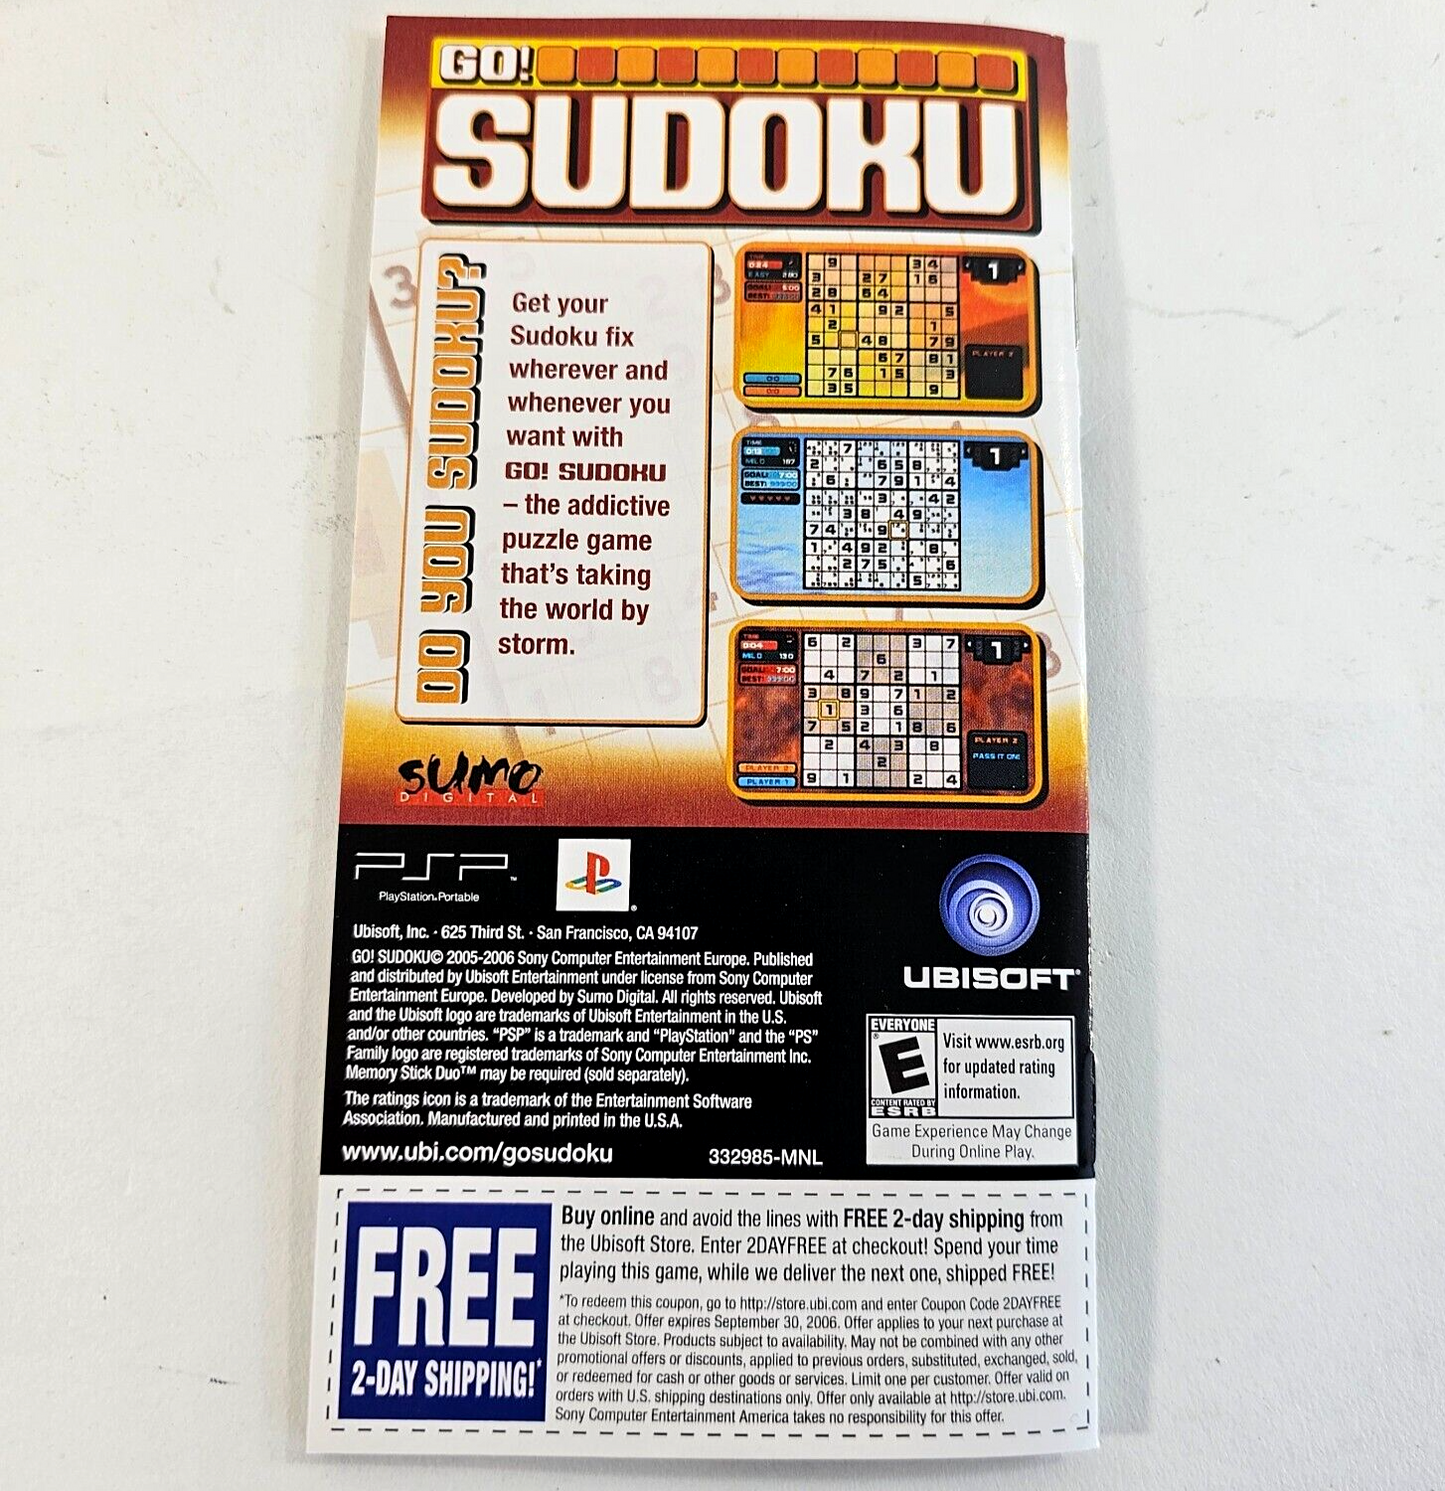 GO!
SUDOKU
DO YOU SUDOKU?
Get your
Sudoku fix
wherever and
whenever you
want with
GO! SUDOKU
– the addictive
puzzle game
that's taking
the world by
storm.
sumo
DIGITAL
PSP™
PlayStation®Portable
Ubisoft, Inc. · 625 Third St. · San Francisco, CA 94107
GO! SUDOKU© 2005-2006 Sony Computer Entertainment Europe. Published
and distributed by Ubisoft Entertainment under license from Sony Computer
Entertainment Europe. Developed by Sumo Digital. All rights reserved. Ubisoft
and the Ubisoft logo are trademarks of Ubisoft Entertainment in the U.S.
and/or other countries. “PSP” is a trademark and “PlayStation” and the “PS”
Family logo are registered trademarks of Sony Computer Entertainment Inc.
Memory Stick Duo™ may be required (sold separately).
The ratings icon is a trademark of the Entertainment Software
Association. Manufactured and printed in the U.S.A.
www.ubi.com/gosudoku
332985-MNL
UBISOFT®
EVERYONE
E
CONTENT RATED BY
ESRB
Visit www.esrb.org
for updated rating
information.
Game Experience May Change
During Online Play.
FREE
2-DAY SHIPPING!*
Buy online and avoid the lines with FREE 2-day shipping from
the Ubisoft Store. Enter 2DAYFREE at checkout! Spend your time
playing this game, while we deliver the next one, shipped FREE!
*To redeem this coupon, go to http://store.ubi.com and enter Coupon Code 2DAYFREE
at checkout. Offer expires September 30, 2006. Offer applies to your next purchase at
the Ubisoft Store. Products subject to availability. May not be combined with any other
promotional offers or discounts, applied to previous orders, substituted, exchanged, sold,
or redeemed for cash or other goods or services. Limit one per customer. Offer valid on
orders with U.S. shipping destinations only. Offer only available at http://store.ubi.com.
Sony Computer Entertainment America takes no responsibility for this offer.